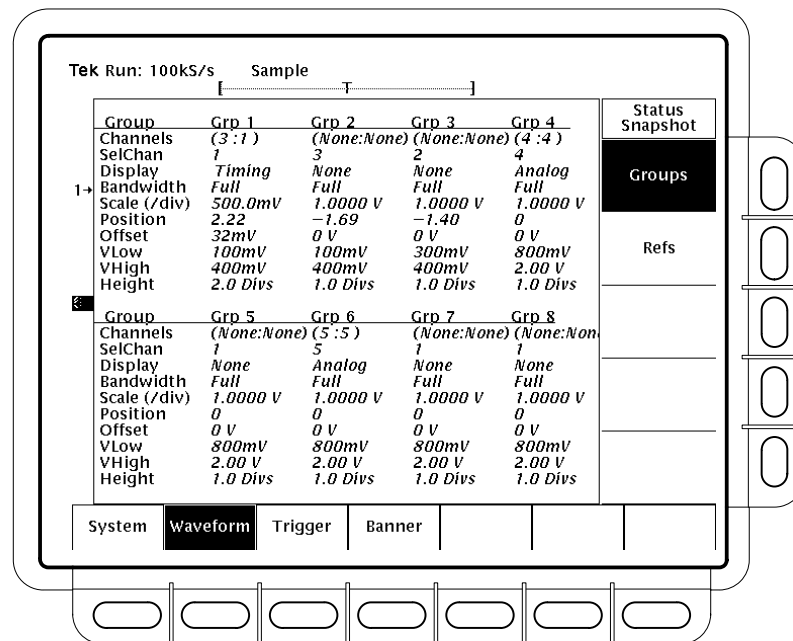 Tek Run: 100kS/s Sample
[ T ]
Group Grp 1 Grp 2 Grp 3 Grp 4
Channels (3 :1 ) (None:None) (None:None) (4 :4 )
SelChan 1 3 2 4
Display Timing None None Analog
1→ Bandwidth Full Full Full Full
Scale (/div) 500.0mV 1.0000 V 1.0000 V 1.0000 V
Position 2.22 −1.69 −1.40 0
Offset 32mV 0 V 0 V 0 V
VLow 100mV 100mV 300mV 800mV
VHigh 400mV 400mV 400mV 2.00 V
Height 2.0 Divs 1.0 Divs 1.0 Divs 1.0 Divs
Group Grp 5 Grp 6 Grp 7 Grp 8
Channels (None:None) (5 :5 ) (None:None) (None:Non
SelChan 1 5 1 1
Display None Analog None None
Bandwidth Full Full Full Full
Scale (/div) 1.0000 V 1.0000 V 1.0000 V 1.0000 V
Position 0 0 0 0
Offset 0 V 0 V 0 V 0 V
VLow 800mV 800mV 800mV 800mV
VHigh 2.00 V 2.00 V 2.00 V 2.00 V
Height 1.0 Divs 1.0 Divs 1.0 Divs 1.0 Divs
Status
Snapshot
Groups
Refs
System Waveform Trigger Banner